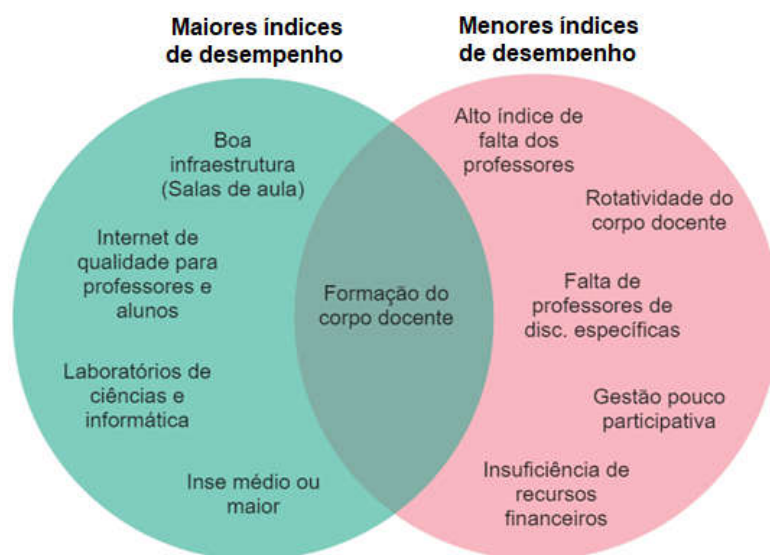 Maiores índices
de desempenho
Menores índices
de desempenho
Boa
infraestrutura
(Salas de aula)
Internet de
qualidade para
professores e
alunos
Laboratórios de
ciências e
informática
Inse médio ou
maior
Formação do
corpo docente
Alto índice de
falta dos
professores
Rotatividade do
corpo docente
Falta de
professores de
disc. específicas
Gestão pouco
participativa
Insuficiência de
recursos
financeiros